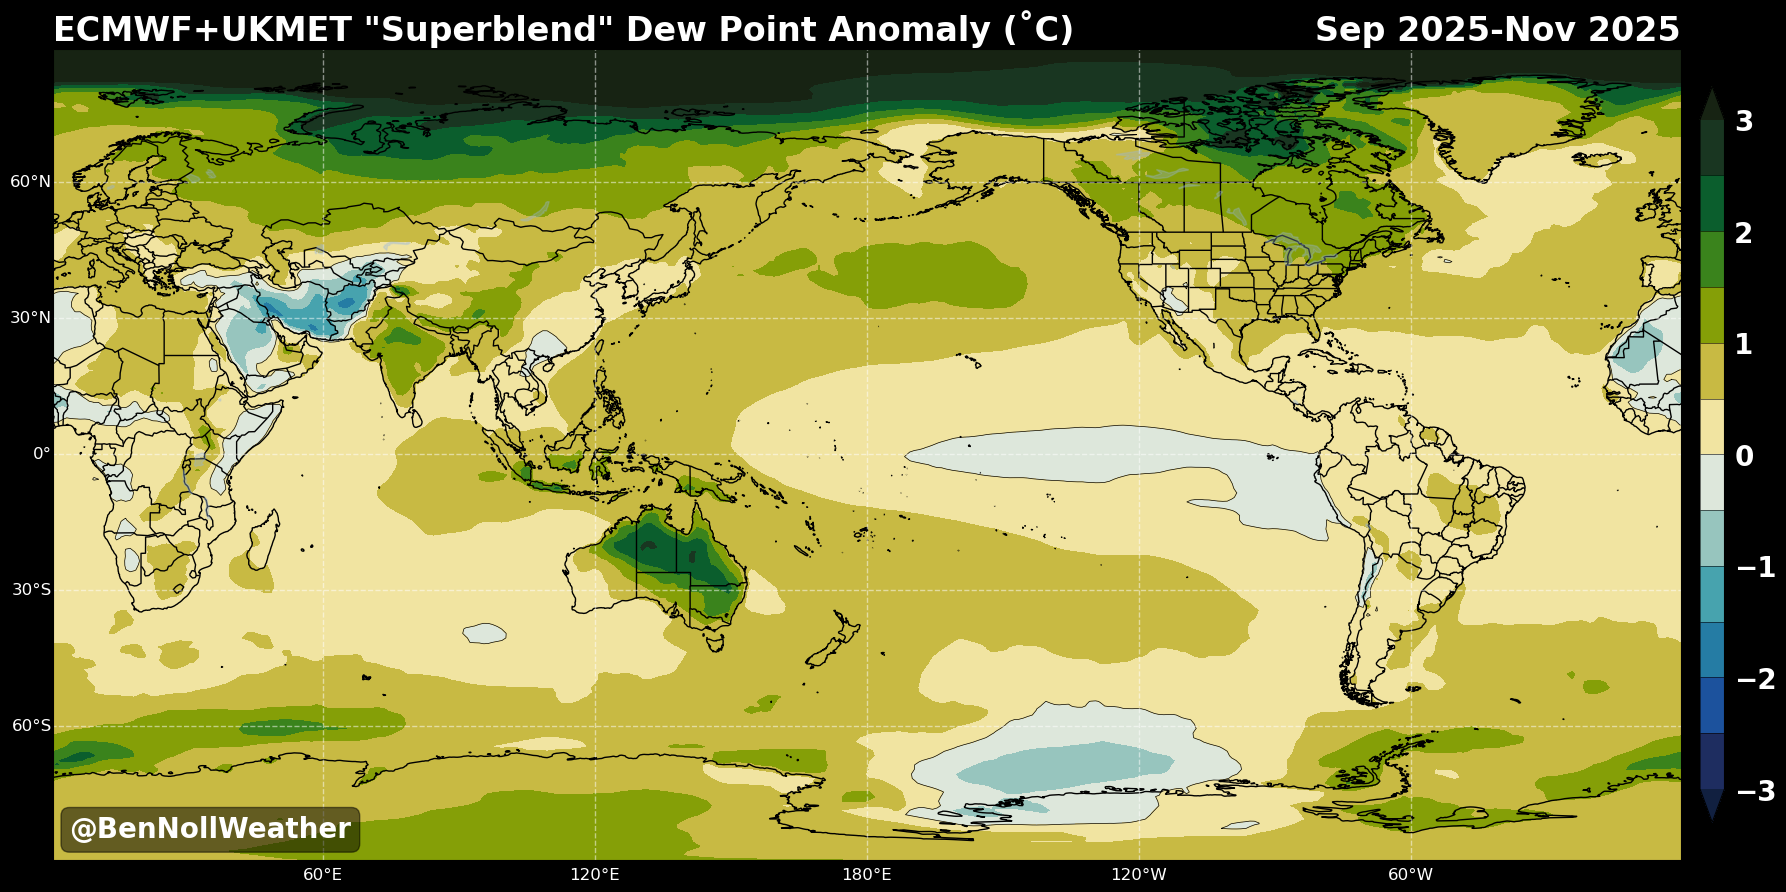 ECMWF+UKMET "Superblend" Dew Point Anomaly (˚C)
Sep 2025-Nov 2025
3
2
1
0
−1
−2
−3
60°N
30°N
0°
30°S
60°S
60°E
120°E
180°E
120°W
60°W
@BenNollWeather